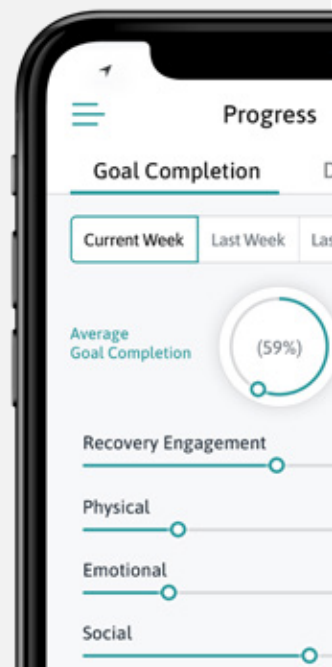 Progress
Goal Completion
Current Week Last Week
Average
Goal Completion
(59%)
Recovery Engagement
Physical
Emotional
Social